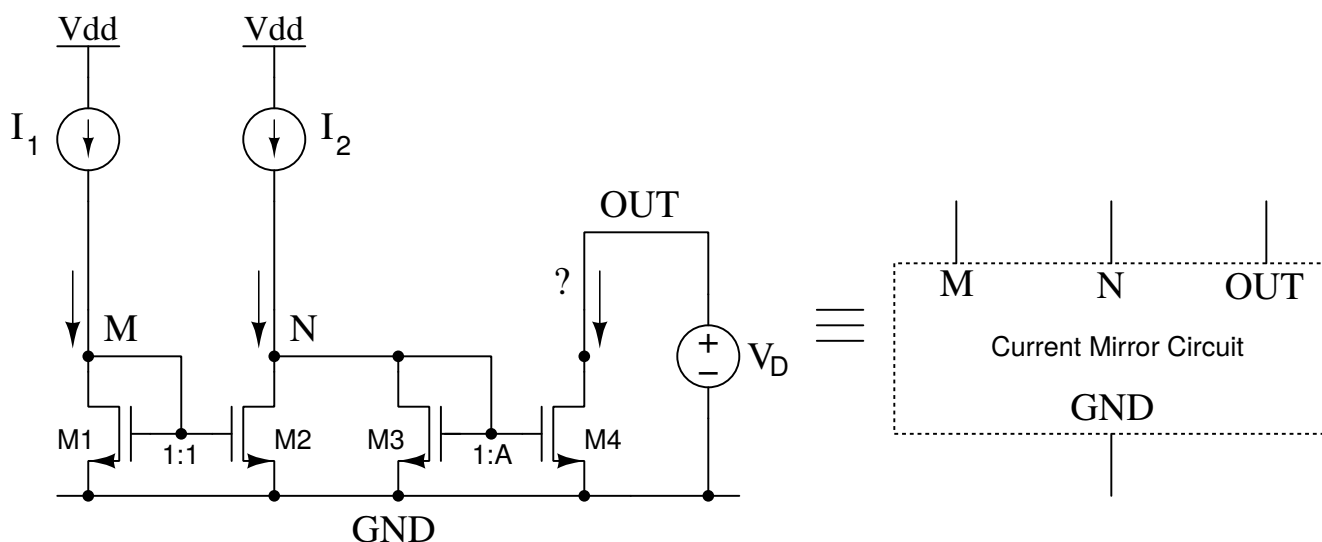 Vdd Vdd
I1 I2
OUT
?
M N
+
−
VD
M1 1:1 M2 M3 1:A M4
GND
M N OUT
Current Mirror Circuit
GND